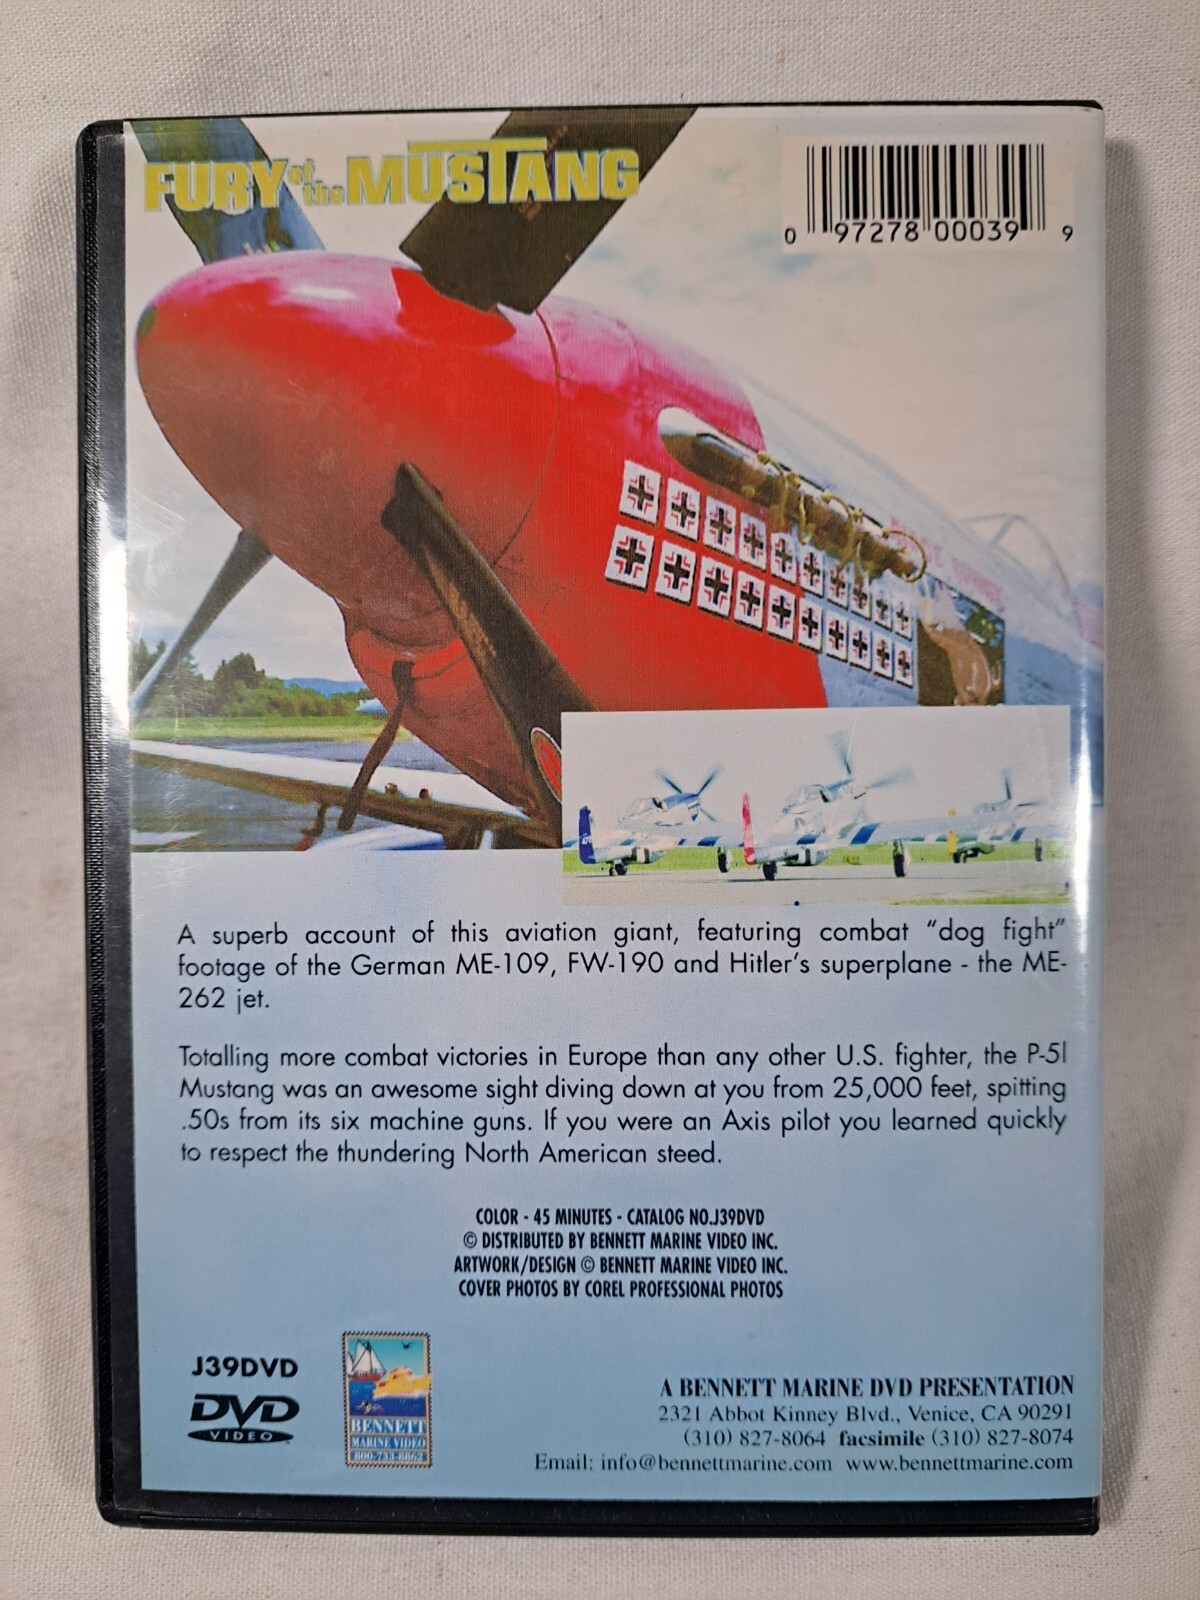 FURY of the MUSTANG
0 97278 00039 9
A superb account of this aviation giant, featuring combat "dog fight"
footage of the German ME-109, FW-190 and Hitler's superplane - the ME-
262 jet.
Totalling more combat victories in Europe than any other U.S. fighter, the P-51
Mustang was an awesome sight diving down at you from 25,000 feet, spitting
.50s from its six machine guns. If you were an Axis pilot you learned quickly
to respect the thundering North American steed.
COLOR - 45 MINUTES - CATALOG NO.J39DVD
© DISTRIBUTED BY BENNETT MARINE VIDEO INC.
ARTWORK/DESIGN © BENNETT MARINE VIDEO INC.
COVER PHOTOS BY COREL PROFESSIONAL PHOTOS
J39DVD
DVD
VIDEO
BENNETT
MARINE VIDEO
800-733-8862
A BENNETT MARINE DVD PRESENTATION
2321 Abbot Kinney Blvd., Venice, CA 90291
(310) 827-8064 facsimile (310) 827-8074
Email: info@bennettmarine.com www.bennettmarine.com